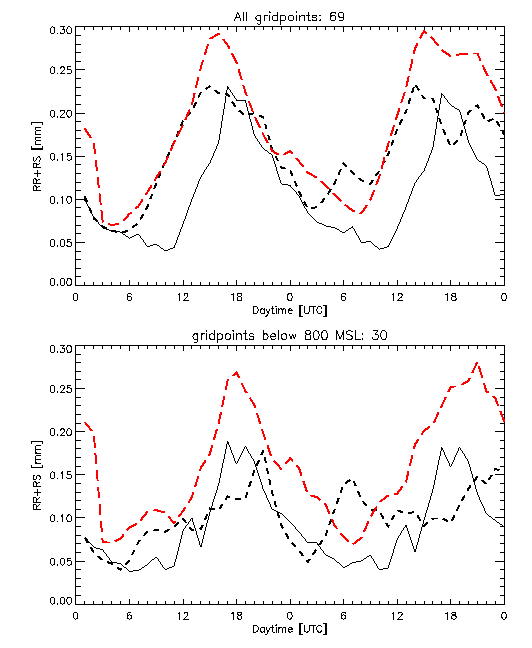 All gridpoints: 69
0.30
0.25
0.20
0.15
0.10
0.05
0.00
RR+RS [mm]
0 6 12 18 0 6 12 18 0
Daytime [UTC]
gridpoints below 800 MSL: 30
0.30
0.25
0.20
0.15
0.10
0.05
0.00
RR+RS [mm]
0 6 12 18 0 6 12 18 0
Daytime [UTC]